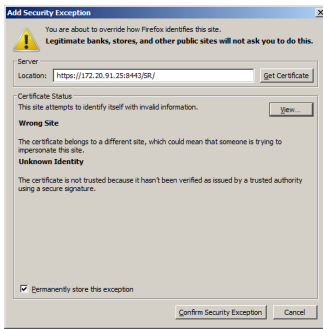 Add Security Exception
You are about to override how Firefox identifies this site.
Legitimate banks, stores, and other public sites will not ask you to do this.
Server
Location: https://172.20.91.25:8443/SR/ Get Certificate
Certificate Status
This site attempts to identify itself with invalid information. View...
Wrong Site
The certificate belongs to a different site, which could mean that someone is trying to
impersonate this site.
Unknown Identity
The certificate is not trusted because it hasn't been verified as issued by a trusted authority
using a secure signature.
Permanently store this exception
Confirm Security Exception Cancel